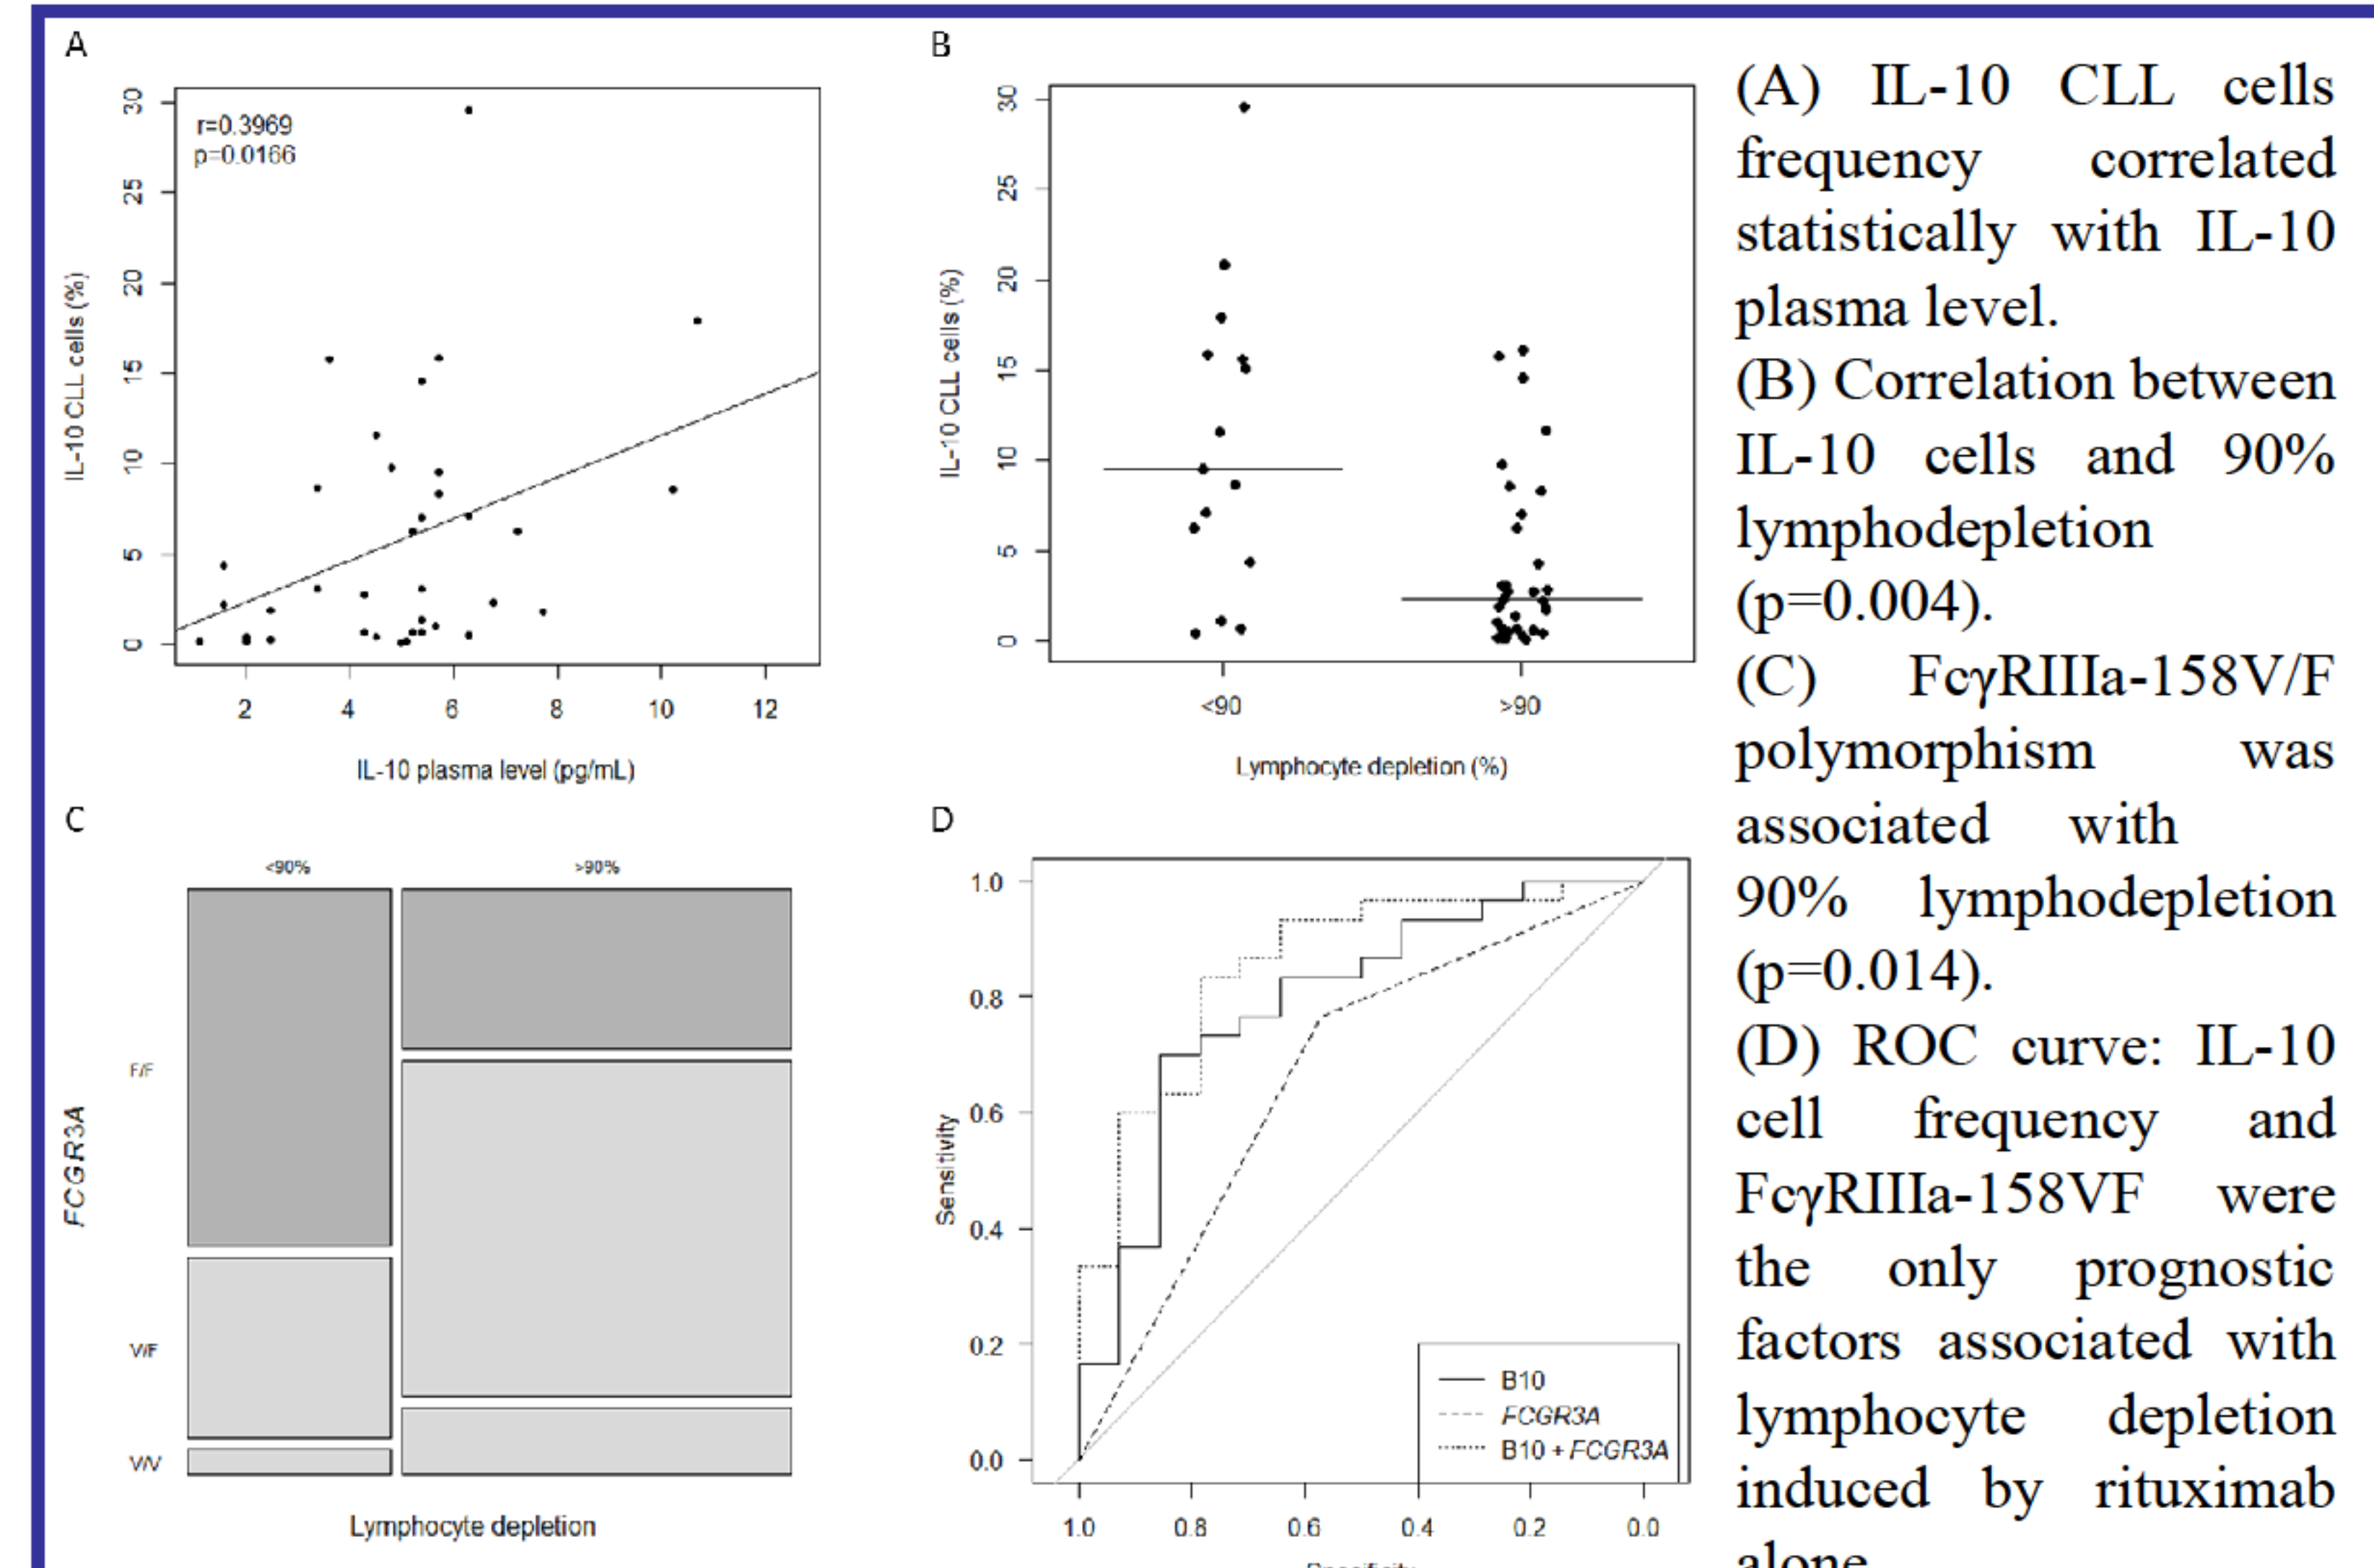 A
r=0.3969
p=0.0166
30
25
20
15
10
5
0
IL-10 CLL cells (%)
2 4 6 8 10 12
IL-10 plasma level (pg/mL)
B
30
25
20
15
10
5
0
IL-10 CLL cells (%)
<90 >90
Lymphocyte depletion (%)
C
<90% >90%
F/F
V/F
V/V
FCGR3A
Lymphocyte depletion
D
1.0
0.8
0.6
0.4
0.2
0.0
Sensitivity
B10
FCGR3A
B10 + FCGR3A
1.0 0.8 0.6 0.4 0.2 0.0
Specificity
(A) IL-10 CLL cells
frequency correlated
statistically with IL-10
plasma level.
(B) Correlation between
IL-10 cells and 90%
lymphodepletion
(p=0.004).
(C) FcγRIIIa-158V/F
polymorphism was
associated with
90% lymphodepletion
(p=0.014).
(D) ROC curve: IL-10
cell frequency and
FcγRIIIa-158VF were
the only prognostic
factors associated with
lymphocyte depletion
induced by rituximab
alone